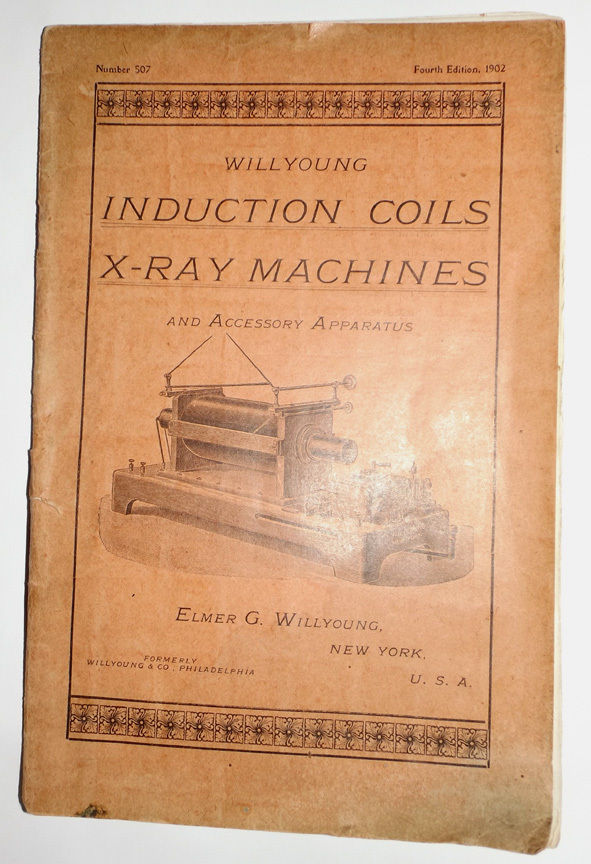 Number 507
Fourth Edition, 1902
WILLYOUNG
INDUCTION COILS
X-RAY MACHINES
AND ACCESSORY APPARATUS
ELMER G. WILLYOUNG,
NEW YORK,
U. S. A.
FORMERLY
WILLYOUNG & CO., PHILADELPHIA